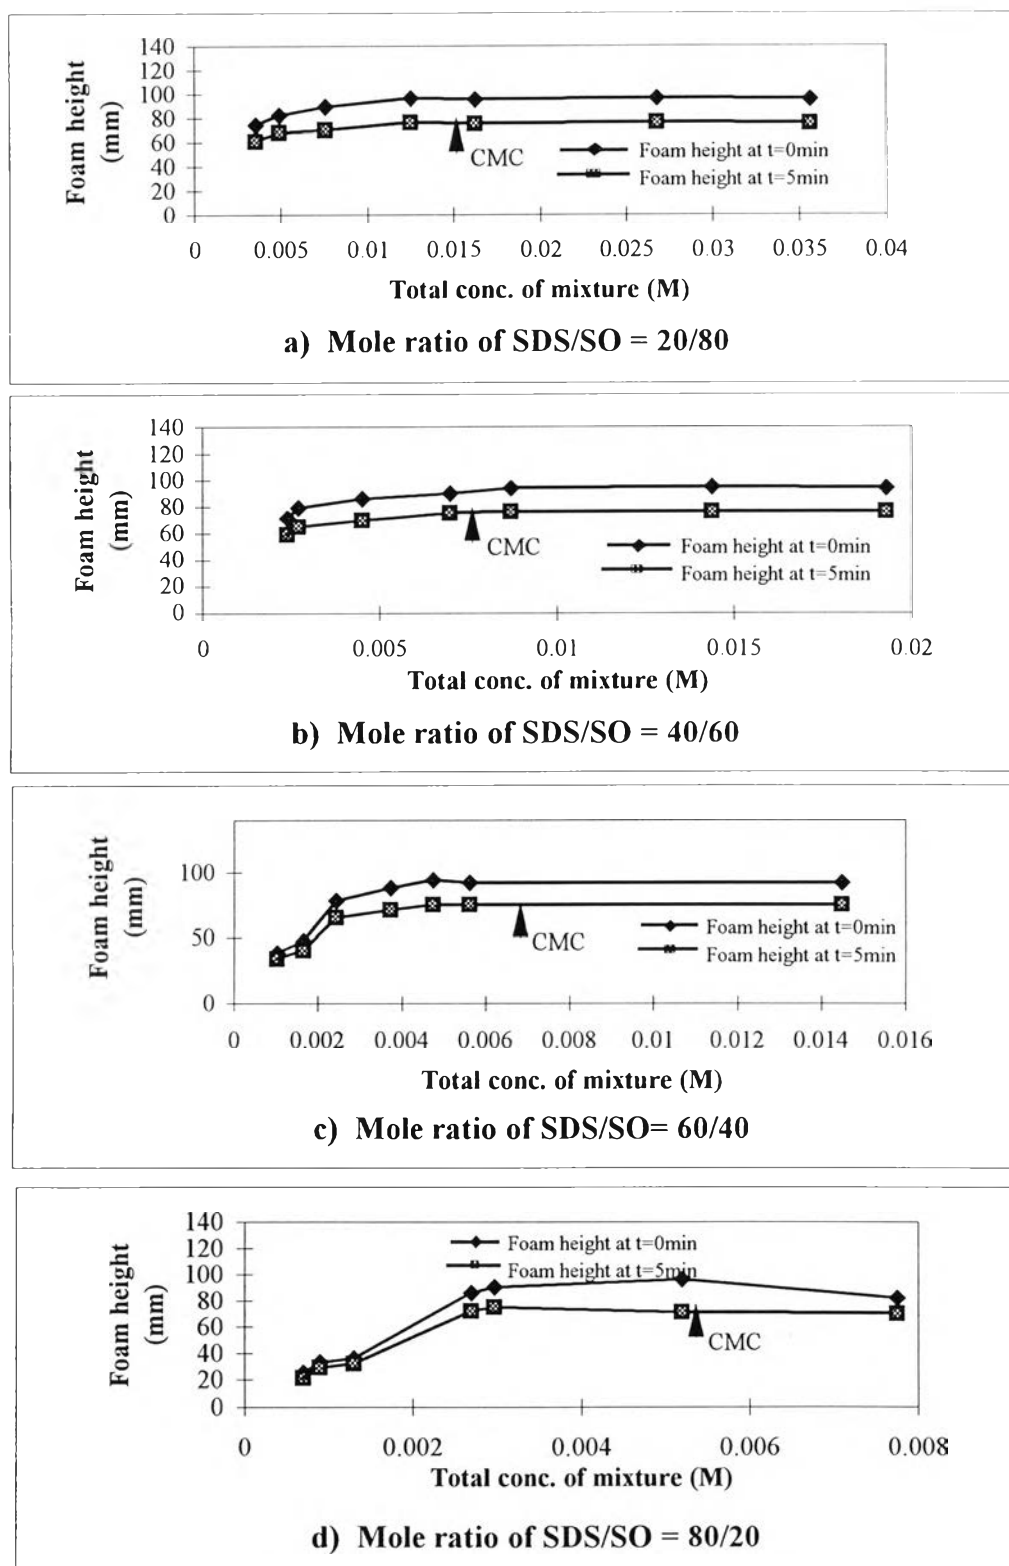 140
120
100
80
60
40
20
0
Foam height
(mm)
CMC
Foam height at t=0min
Foam height at t=5min
0 0.005 0.01 0.015 0.02 0.025 0.03 0.035 0.04
Total conc. of mixture (M)
a) Mole ratio of SDS/SO = 20/80
140
120
100
80
60
40
20
0
Foam height
(mm)
CMC
Foam height at t=0min
Foam height at t=5min
0 0.005 0.01 0.015 0.02
Total conc. of mixture (M)
b) Mole ratio of SDS/SO = 40/60
100
50
0
Foam height
(mm)
CMC
Foam height at t=0min
Foam height at t=5min
0 0.002 0.004 0.006 0.008 0.01 0.012 0.014 0.016
Total conc. of mixture (M)
c) Mole ratio of SDS/SO= 60/40
140
120
100
80
60
40
20
0
Foam height
(mm)
Foam height at t=0min
Foam height at t=5min
CMC
0 0.002 0.004 0.006 0.008
Total conc. of mixture (M)
d) Mole ratio of SDS/SO = 80/20